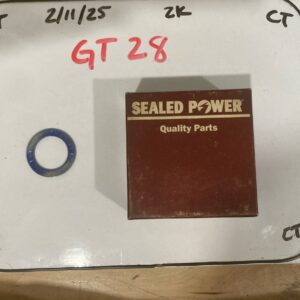 T 2/11/25 2K CT
GT 28
SEALED POWER
Quality Parts
CT